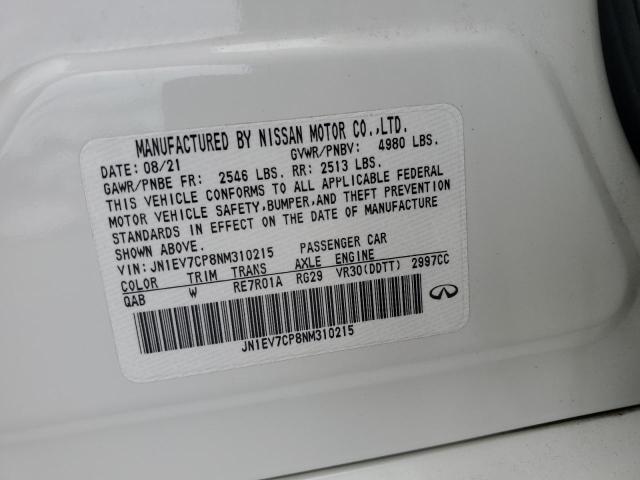 MANUFACTURED BY NISSAN MOTOR CO.,LTD.
DATE: 08/21 GVWR/PNBV: 4980 LBS.
GAWR/PNBE FR: 2546 LBS. RR: 2513 LBS.
THIS VEHICLE CONFORMS TO ALL APPLICABLE FEDERAL
MOTOR VEHICLE SAFETY,BUMPER,AND THEFT PREVENTION
STANDARDS IN EFFECT ON THE DATE OF MANUFACTURE
SHOWN ABOVE.
VIN: JN1EV7CP8NM310215 PASSENGER CAR
COLOR TRIM TRANS AXLE ENGINE
QAB W RE7R01A RG29 VR30(DDTT) 2997CC
JN1EV7CP8NM310215